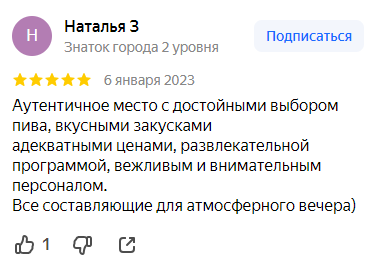 Н
Наталья З
Знаток города 2 уровня
Подписаться
6 января 2023
Аутентичное место с достойными выбором
пива, вкусными закусками
адекватными ценами, развлекательной
программой, вежливым и внимательным
персоналом.
Все составляющие для атмосферного вечера)
1